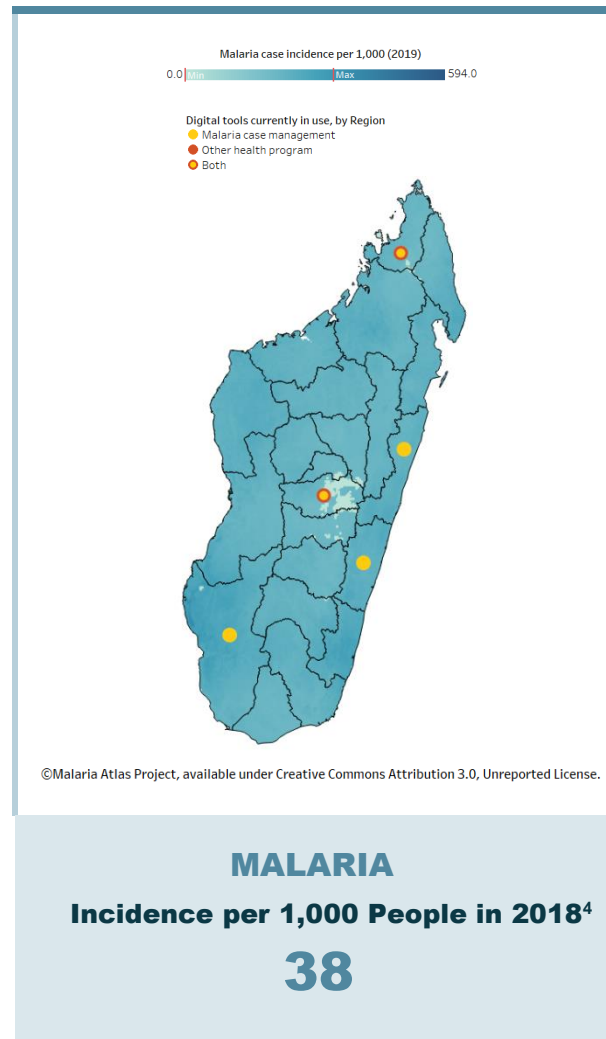 Malaria case incidence per 1,000 (2019)
0.0 Min Max 594.0
Digital tools currently in use, by Region
Malaria case management
Other health program
Both
©Malaria Atlas Project, available under Creative Commons Attribution 3.0, Unreported License.
MALARIA
Incidence per 1,000 People in 2018⁴
38